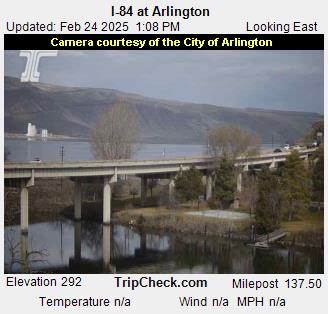 I-84 at Arlington
Updated: Feb 24 2025 1:08 PM Looking East
Camera courtesy of the City of Arlington
Elevation 292 TripCheck.com Milepost 137.50
Temperature n/a Wind n/a MPH n/a